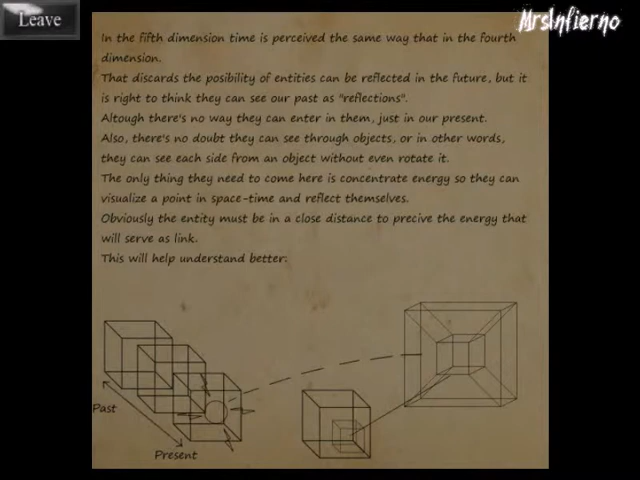 Leave
MrsInfierno
In the fifth dimension time is perceived the same way that in the fourth
dimension.
That discards the posibility of entities can be reflected in the future, but it
is right to think they can see our past as "reflections".
Altough there's no way they can enter in them, just in our present.
Also, there's no doubt they can see through objects, or in other words,
they can see each side from an object without even rotate it.
The only thing they need to come here is concentrate energy so they can
visualize a point in space-time and reflect themselves.
Obviously the entity must be in a close distance to precive the energy that
will serve as link.
This will help understand better:
Past
Present